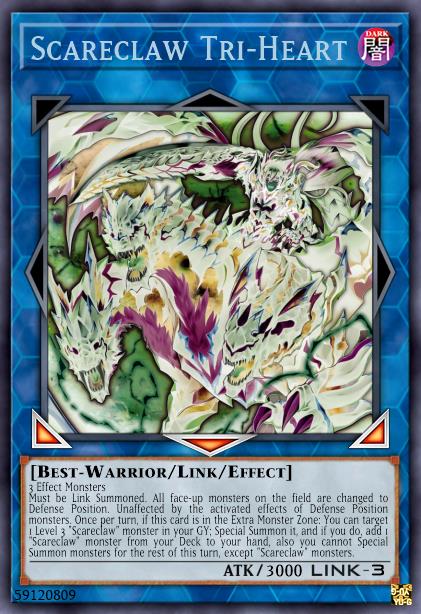 Scareclaw Tri-Heart
DARK
闇
[Best-Warrior/Link/Effect]
3 Effect Monsters
Must be Link Summoned. All face-up monsters on the field are changed to
Defense Position. Unaffected by the activated effects of Defense Position
monsters. Once per turn, if this card is in the Extra Monster Zone: You can target
1 Level 3 "Scareclaw" monster in your GY; Special Summon it, and if you do, add 1
"Scareclaw" monster from your Deck to your hand, also you cannot Special
Summon monsters for the rest of this turn, except "Scareclaw" monsters.
ATK/3000 LINK-3
59120809